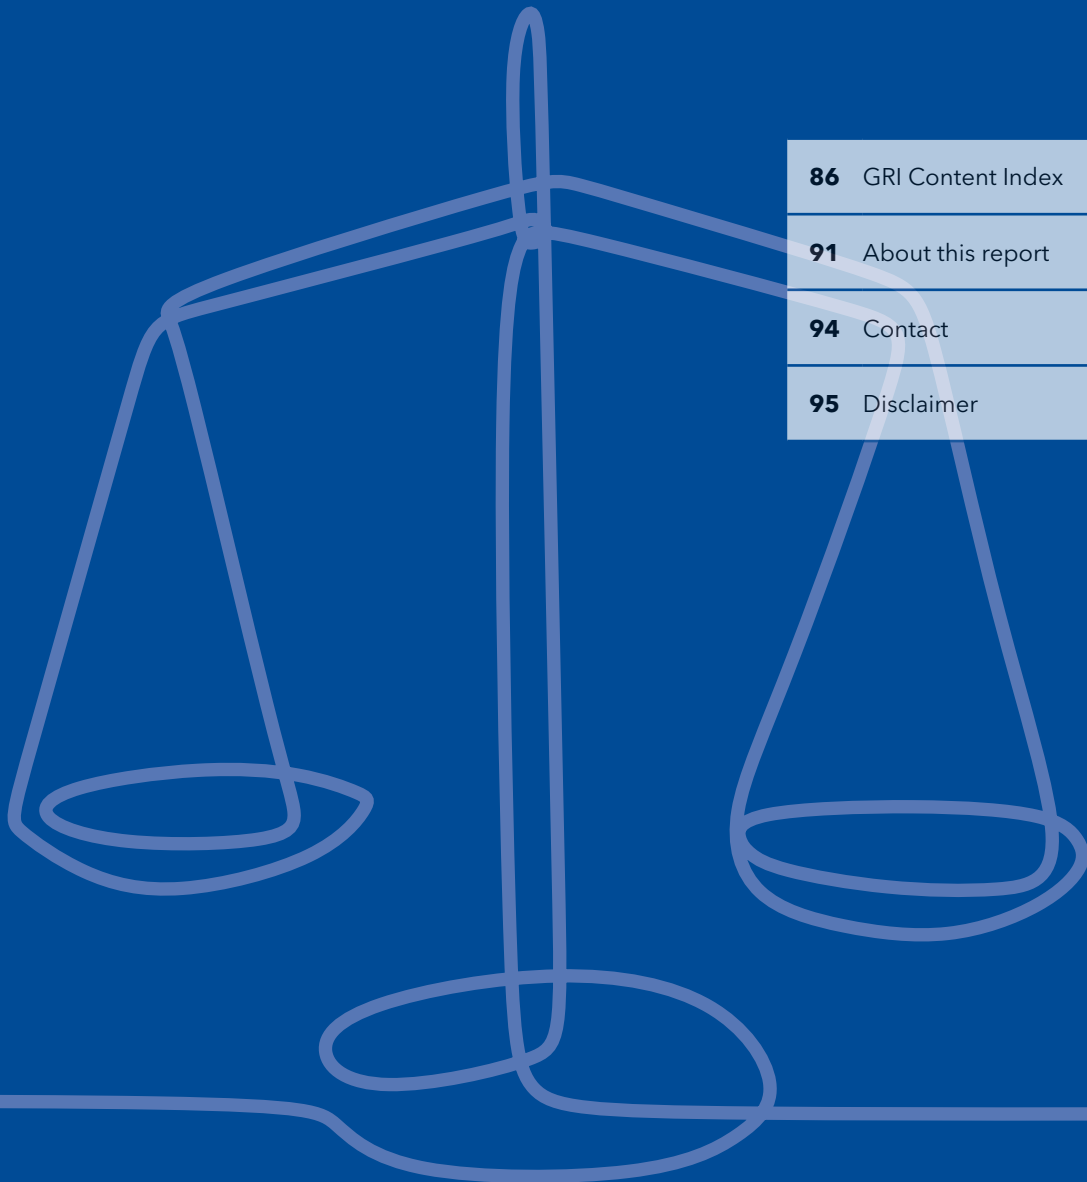 86 GRI Content Index
91 About this report
94 Contact
95 Disclaimer